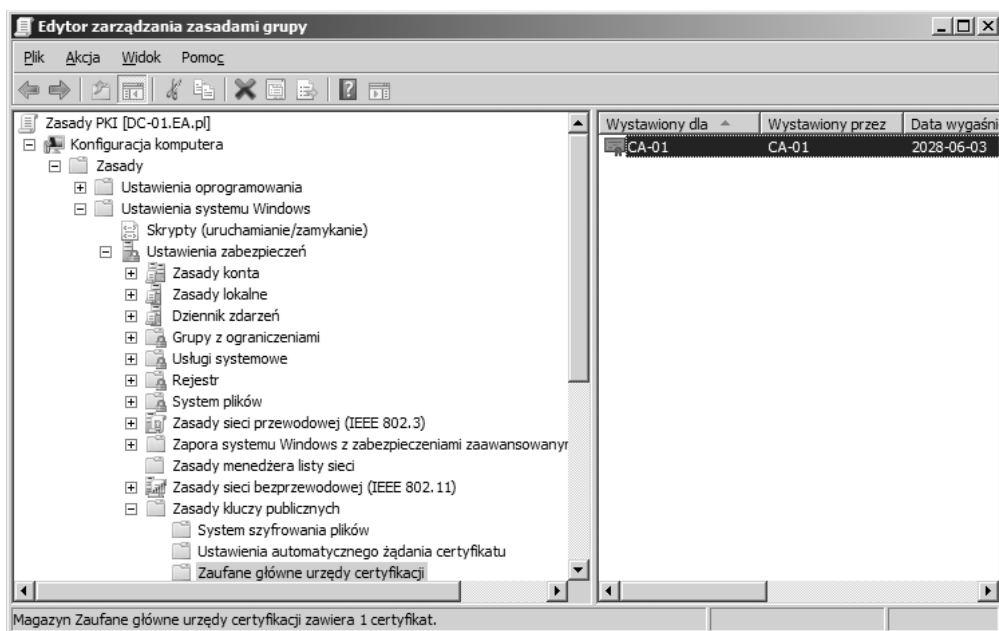 Edytor zarządzania zasadami grupy
Plik Akcja Widok Pomoc
Zasady PKI [DC-01.EA.pl]
Konfiguracja komputera
Zasady
Ustawienia oprogramowania
Ustawienia systemu Windows
Skrypty (uruchamianie/zamykanie)
Ustawienia zabezpieczeń
Zasady konta
Zasady lokalne
Dziennik zdarzeń
Grupy z ograniczeniami
Usługi systemowe
Rejestr
System plików
Zasady sieci przewodowej (IEEE 802.3)
Zapora systemu Windows z zabezpieczeniami zaawansowanyr
Zasady menedżera listy sieci
Zasady sieci bezprzewodowej (IEEE 802.11)
Zasady kluczy publicznych
System szyfrowania plików
Ustawienia automatycznego żądania certyfikatu
Zaufane główne urzędy certyfikacji
Wystawiony dla Wystawiony przez Data wygaśni
CA-01 CA-01 2028-06-03
Magazyn Zaufane główne urzędy certyfikacji zawiera 1 certyfikat.